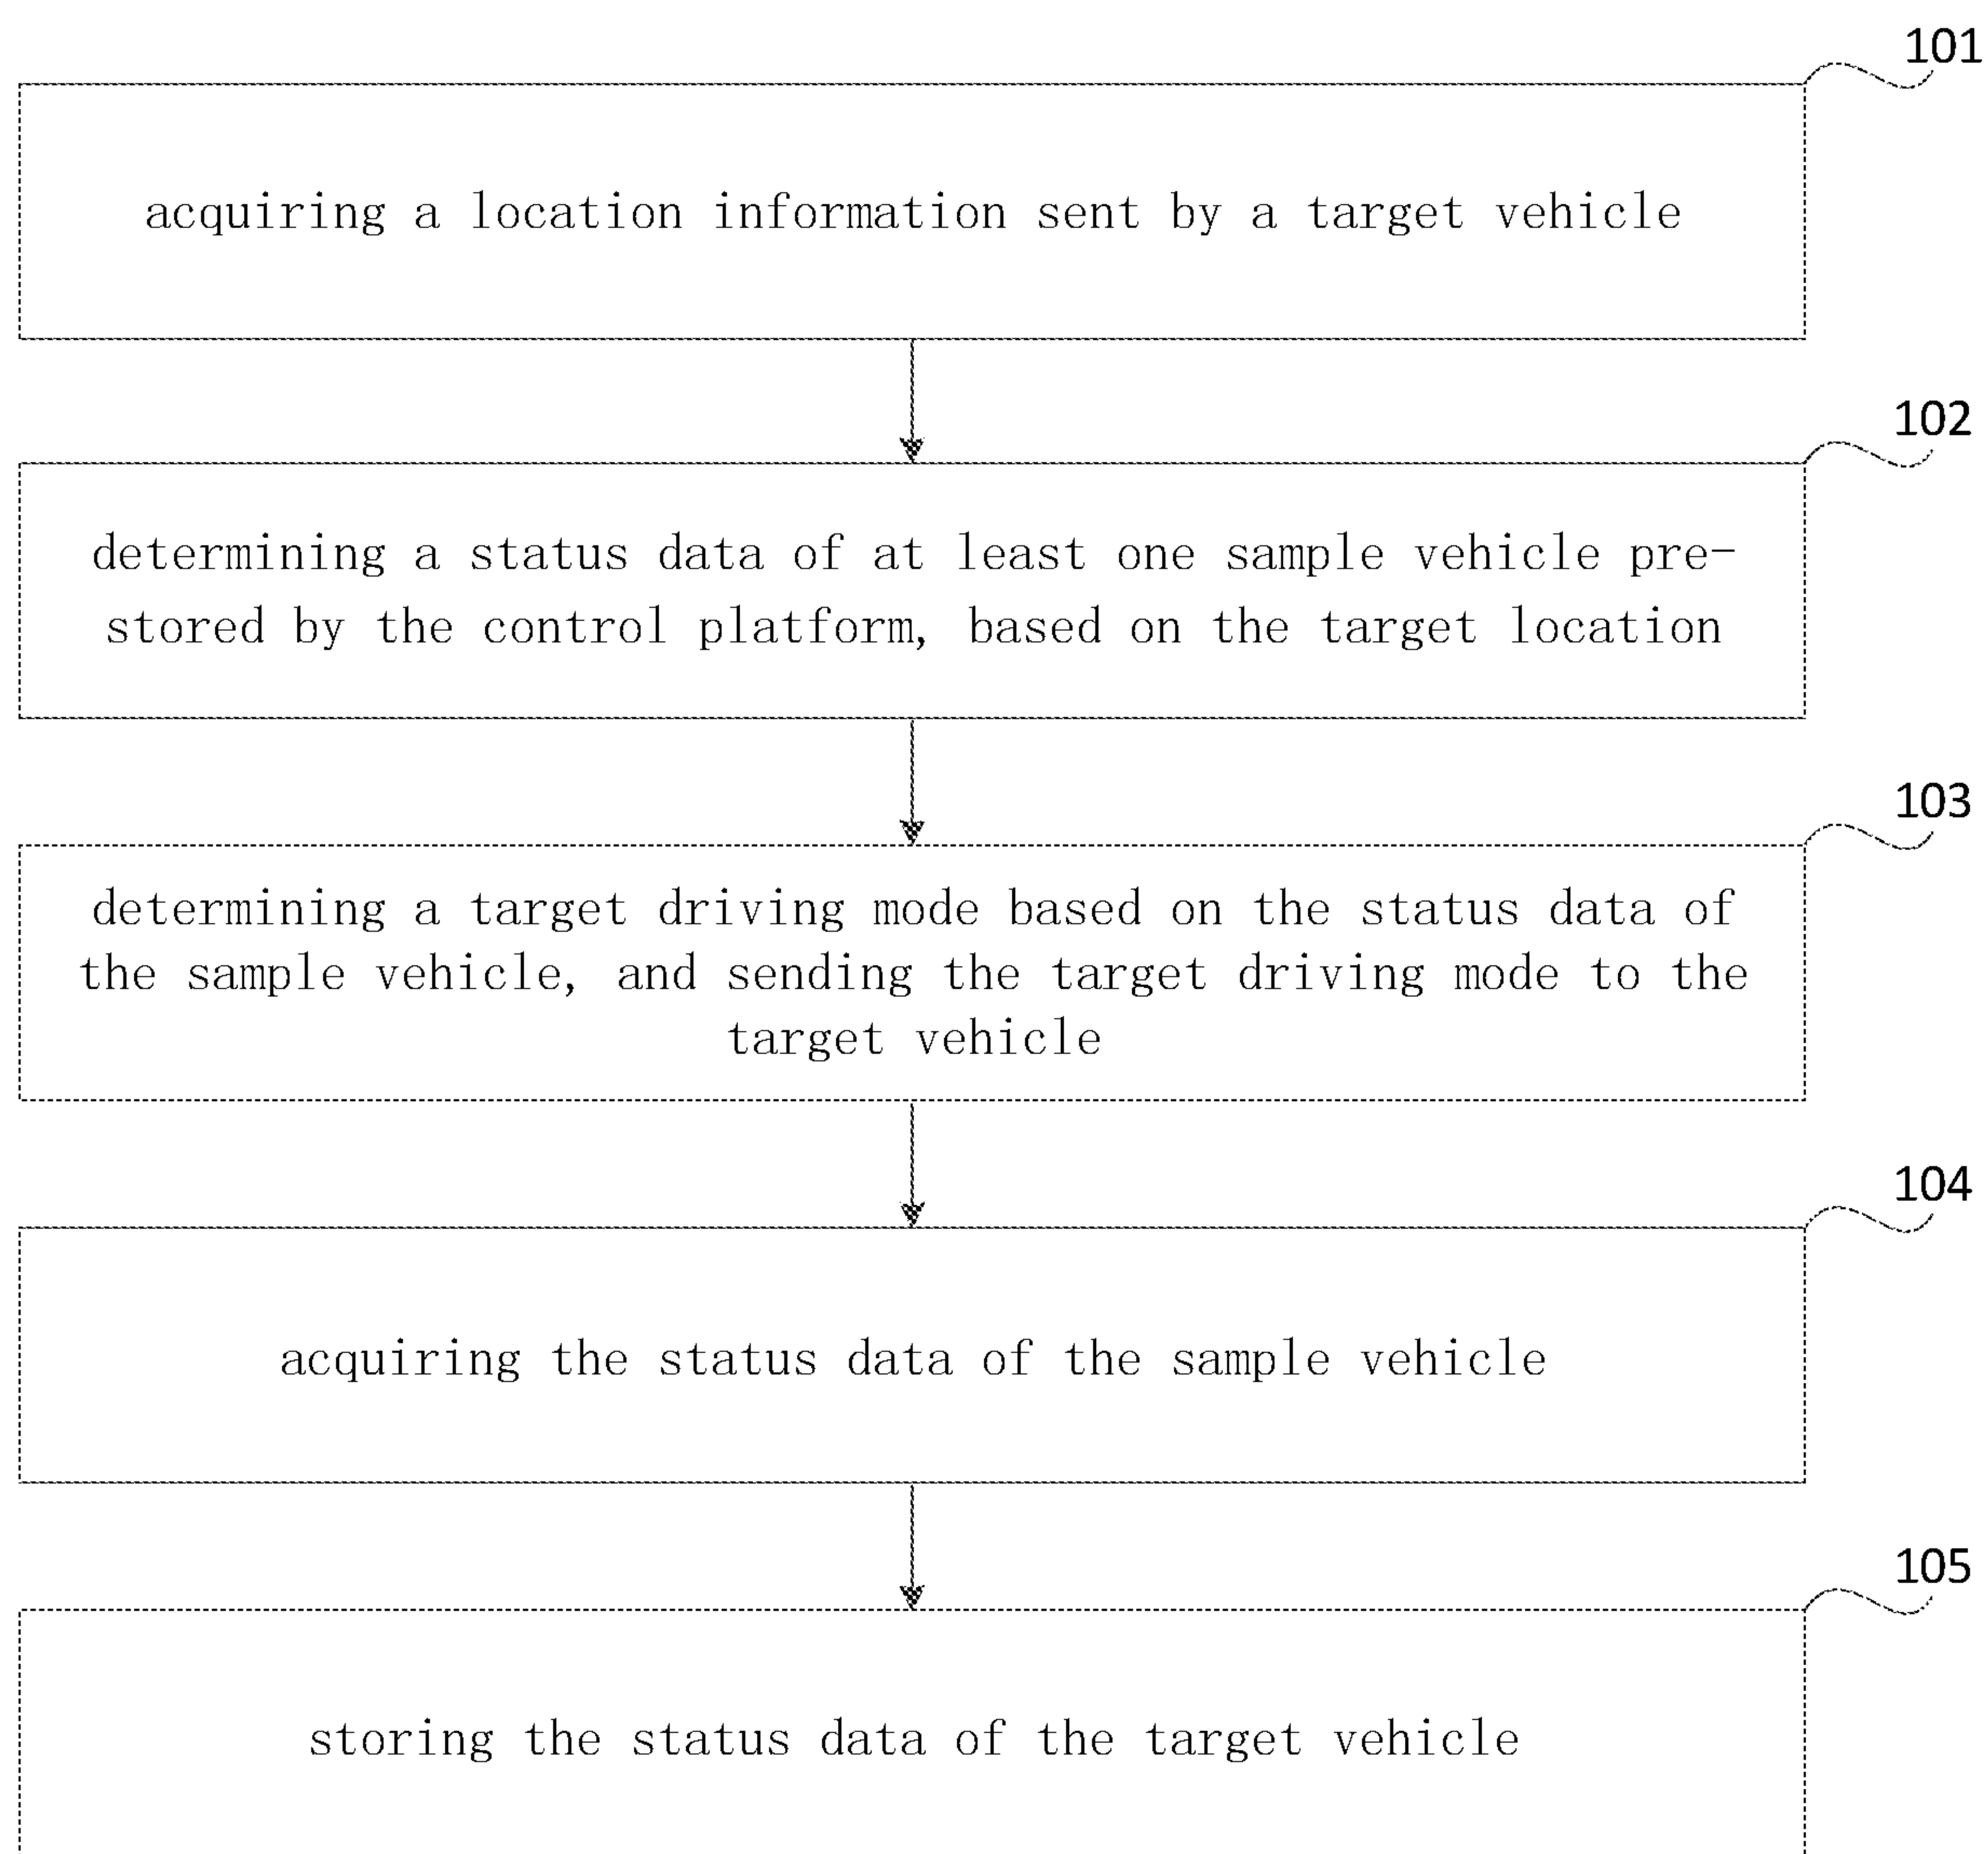 101
acquiring a location information sent by a target vehicle
102
determining a status data of at least one sample vehicle pre-
stored by the control platform, based on the target location
103
determining a target driving mode based on the status data of
the sample vehicle, and sending the target driving mode to the
target vehicle
104
acquiring the status data of the sample vehicle
105
storing the status data of the target vehicle